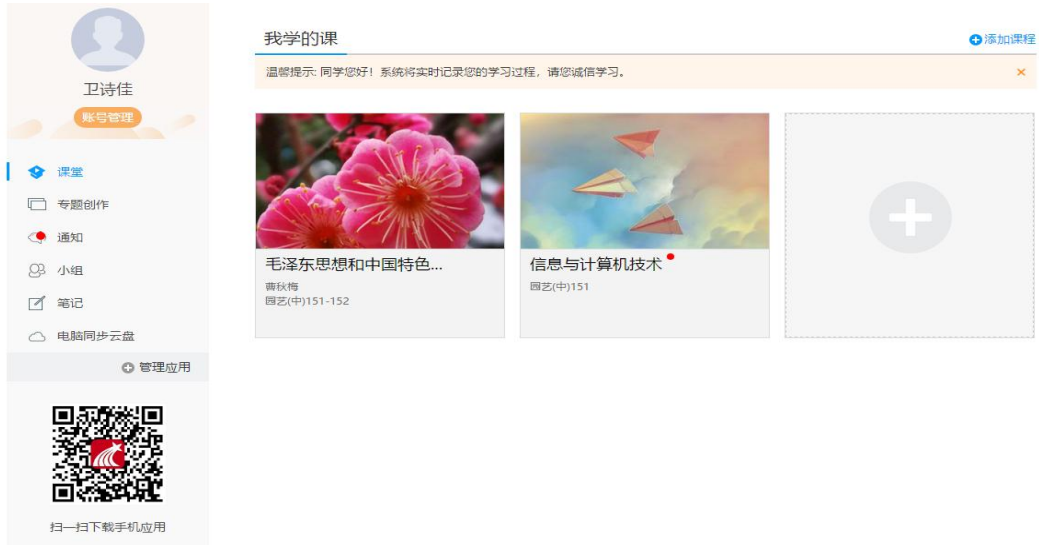 卫诗佳
账号管理
课堂
专题创作
通知
小组
笔记
电脑同步云盘
管理应用
扫一扫下载手机应用
我学的课
添加课程
温馨提示: 同学您好！系统将实时记录您的学习过程，请您诚信学习。
毛泽东思想和中国特色...
曹秋梅
园艺(中)151-152
信息与计算机技术
园艺(中)151